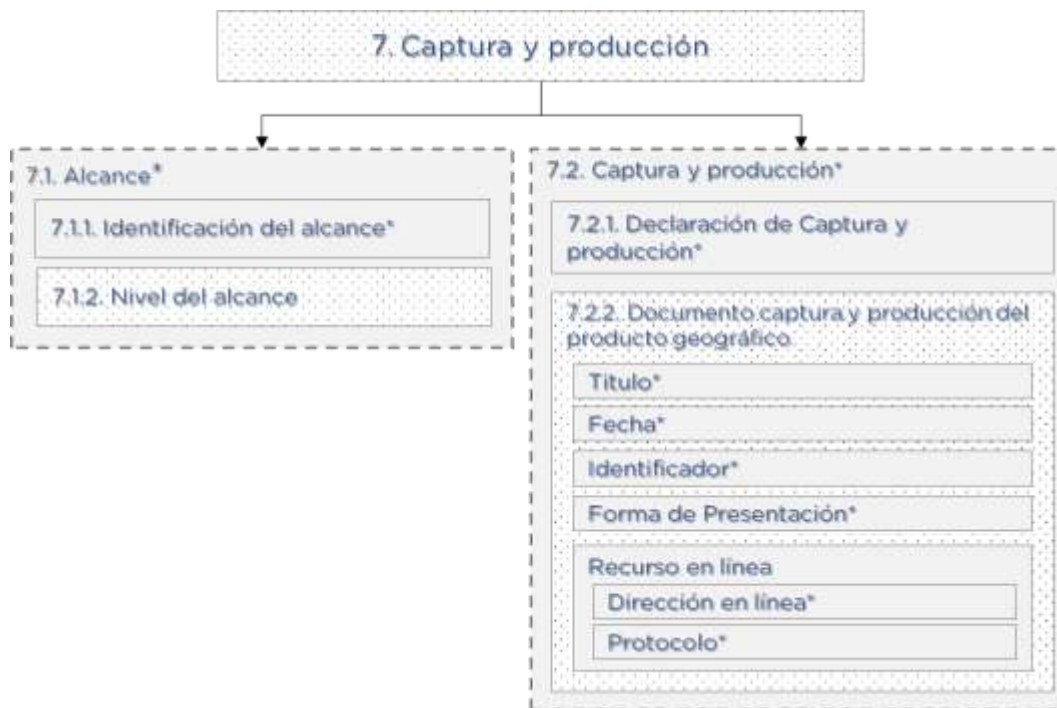 7. Captura y producción
7.1. Alcance*
7.1.1. Identificación del alcance*
7.1.2. Nivel del alcance
7.2. Captura y producción*
7.2.1. Declaración de Captura y
producción*
7.2.2. Documento captura y producción del
producto geográfico
Titulo*
Fecha*
Identificador*
Forma de Presentación*
Recurso en línea
Dirección en línea*
Protocolo*